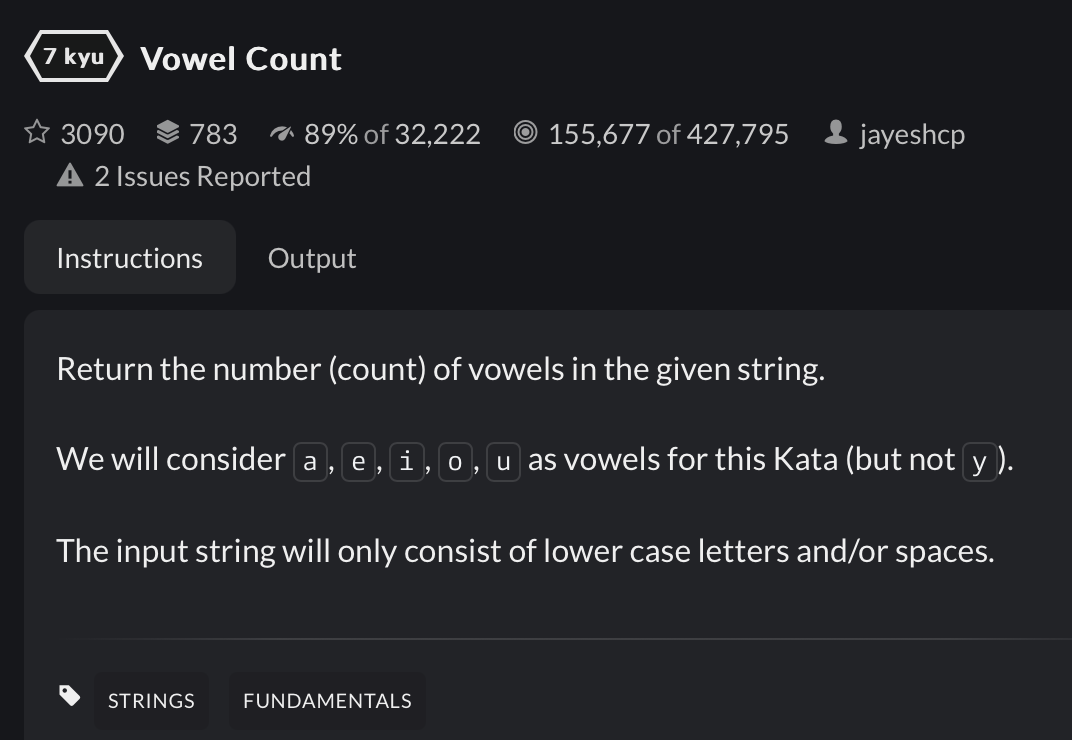 7 kyu Vowel Count
3090 783 89% of 32,222 155,677 of 427,795 jayeshcp
2 Issues Reported
Instructions Output
Return the number (count) of vowels in the given string.
We will consider a, e, i, o, u as vowels for this Kata (but not y).
The input string will only consist of lower case letters and/or spaces.
STRINGS FUNDAMENTALS